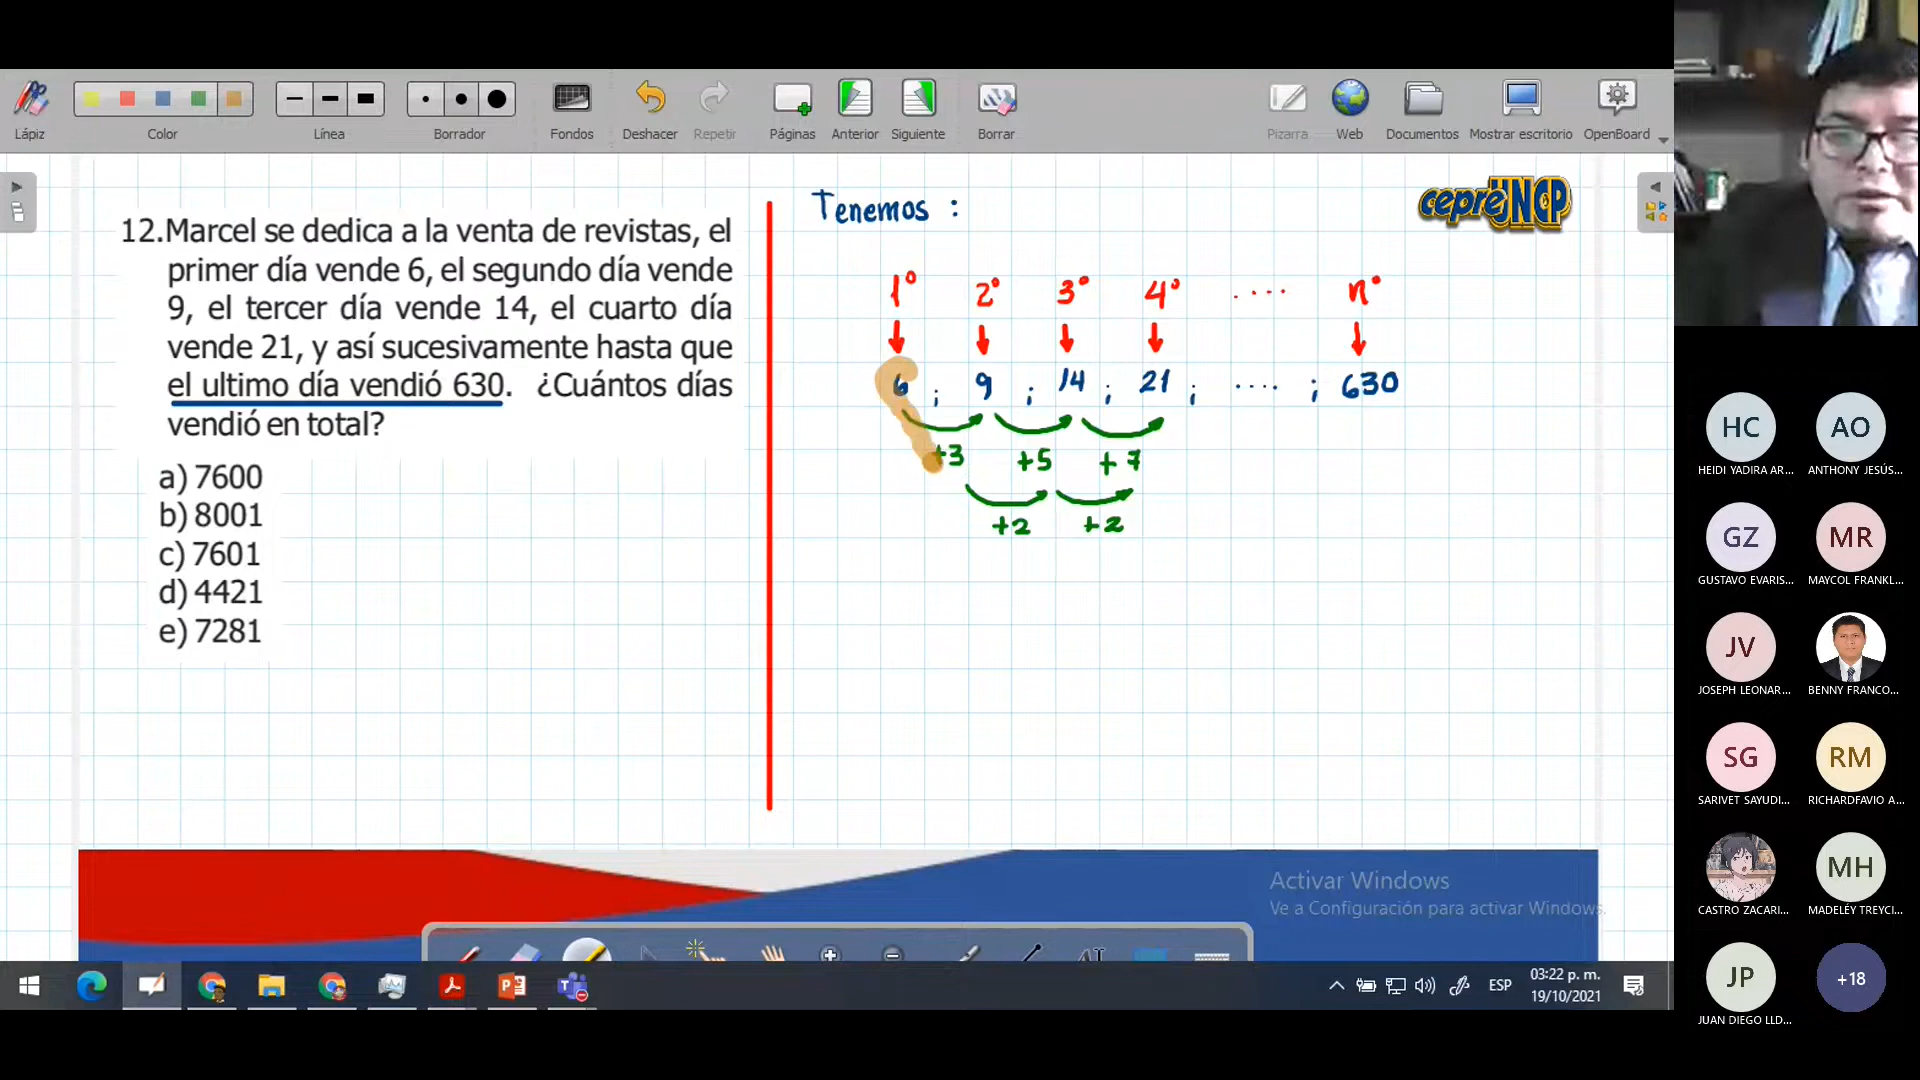 Lápiz
Color
Línea
Borrador
Fondos
Deshacer
Repetir
Páginas
Anterior
Siguiente
Borrar
Pizarra
Web
Documentos
Mostrar escritorio
OpenBoard
12.Marcel se dedica a la venta de revistas, el
primer día vende 6, el segundo día vende
9, el tercer día vende 14, el cuarto día
vende 21, y así sucesivamente hasta que
el ultimo día vendió 630. ¿Cuántos días
vendió en total?
a) 7600
b) 8001
c) 7601
d) 4421
e) 7281
Tenemos :
cepreUNCP
1° 2° 3° 4° ···· n°
6 ; 9 ; 14 ; 21 ; ···· ; 630
+3 +5 +7
+2 +2
Activar Windows
Ve a Configuración para activar Windows.
ESP
03:22 p. m.
19/10/2021
HC
HEIDI YADIRA AR...
AO
ANTHONY JESÚS...
GZ
GUSTAVO EVARIS...
MR
MAYCOL FRANKL...
JV
JOSEPH LEONAR...
BENNY FRANCO...
SG
SARIVET SAYUDI...
RM
RICHARDFAVIO A...
CASTRO ZACARI...
MH
MADELÉY TREYCI...
JP
JUAN DIEGO LLD...
+18